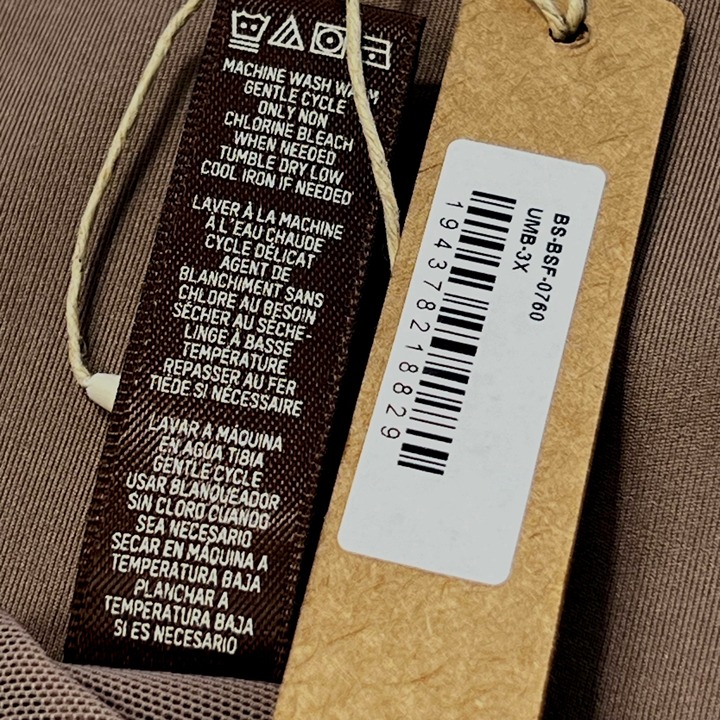 MACHINE WASH WARM
GENTLE CYCLE
ONLY NON
CHLORINE BLEACH
WHEN NEEDED
TUMBLE DRY LOW
COOL IRON IF NEEDED
LAVER À LA MACHINE
À L'EAU CHAUDE
CYCLE DÉLICAT
AGENT DE
BLANCHIMENT SANS
CHLORE AU BESOIN
SÉCHER AU SÈCHE-
LINGE À BASSE
TEMPÉRATURE
REPASSER AU FER
TIÈDE SI NÉCESSAIRE
LAVAR A MÁQUINA
EN AGUA TIBIA
GENTLE CYCLE
USAR BLANQUEADOR
SIN CLORO CUANDO
SEA NECESARIO
SECAR EN MÁQUINA A
TEMPERATURA BAJA
PLANCHAR A
TEMPERATURA BAJA
SI ES NECESARIO
BS-BSF-0760
UMB-3X
194378218829